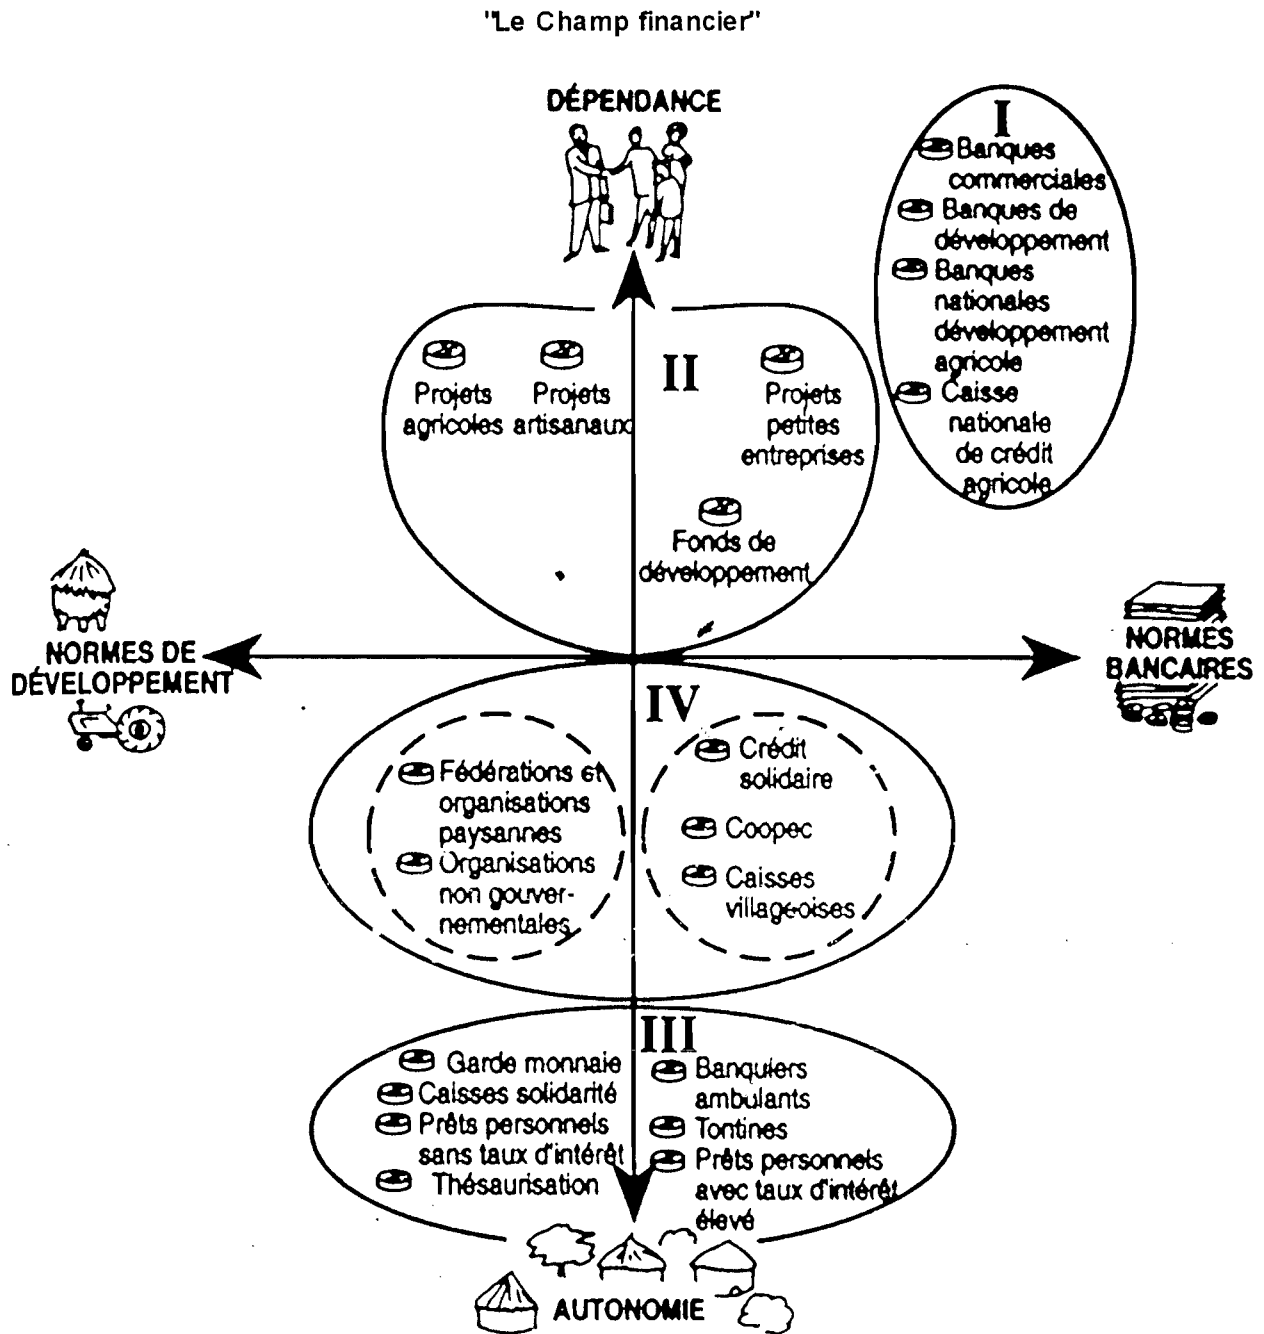 "Le Champ financier"
DÉPENDANCE
I
Banques
commerciales
Banques de
développement
Banques
nationales
développement
agricole
Caisse
nationale
de crédit
agricole
II
Projets
agricoles
Projets
artisanaux
Projets
petites
entreprises
Fonds de
développement
NORMES DE
DÉVELOPPEMENT
NORMES
BANCAIRES
IV
Fédérations et
organisations
paysannes
Organisations
non gouver-
nementales
Crédit
solidaire
Coopec
Caisses
villageoises
III
Garde monnaie
Caisses solidarité
Prêts personnels
sans taux d'intérêt
Thésaurisation
Banquiers
ambulants
Tontines
Prêts personnels
avec taux d'intérêt
élevé
AUTONOMIE